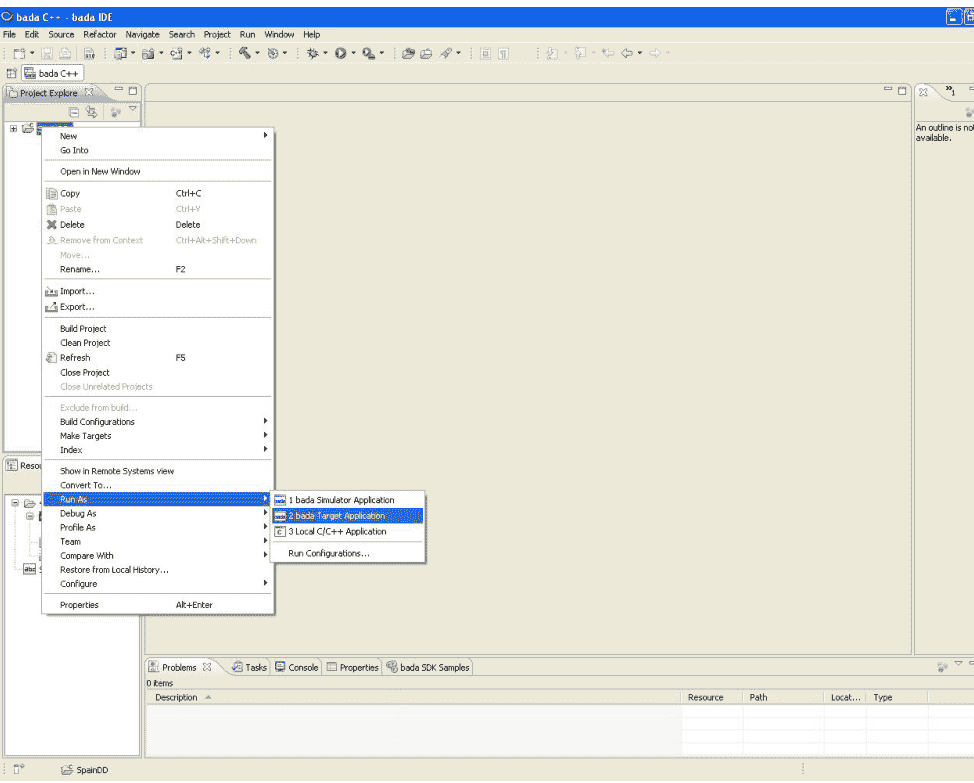 bada C++ - bada IDE
File Edit Source Refactor Navigate Search Project Run Window Help
bada C++
Project Explore
An outline is not
available.
New
Go Into
Open in New Window
Copy Ctrl+C
Paste Ctrl+V
Delete Delete
Remove from Context Ctrl+Alt+Shift+Down
Move...
Rename... F2
Import...
Export...
Build Project
Clean Project
Refresh F5
Close Project
Close Unrelated Projects
Exclude from build...
Build Configurations
Make Targets
Index
Resou
Show in Remote Systems view
Convert To...
Run As
1 bada Simulator Application
Debug As
2 bada Target Application
Profile As
3 Local C/C++ Application
Team
Compare With
Run Configurations...
Restore from Local History...
Configure
Properties Alt+Enter
Problems Tasks Console Properties bada SDK Samples
0 items
Description Resource Path Locat... Type
SpainDD